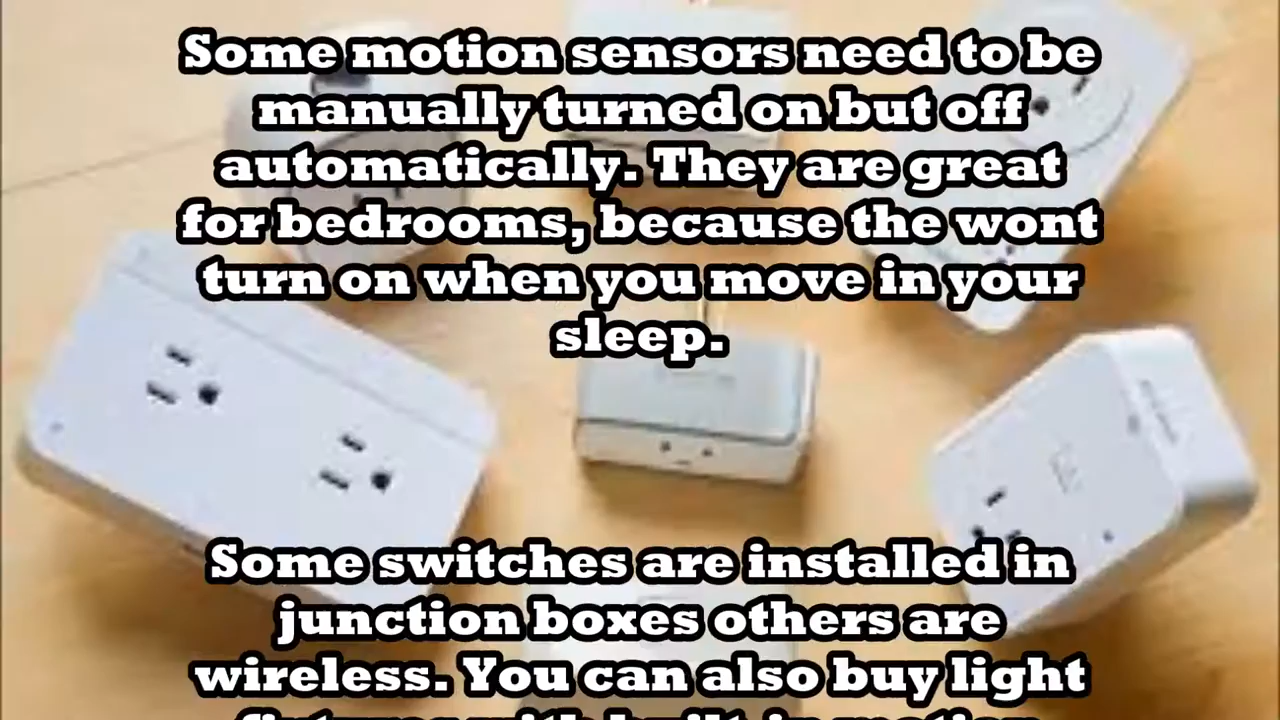 Some motion sensors need to be
manually turned on but off
automatically. They are great
for bedrooms, because the wont
turn on when you move in your
sleep.
Some switches are installed in
junction boxes others are
wireless. You can also buy light